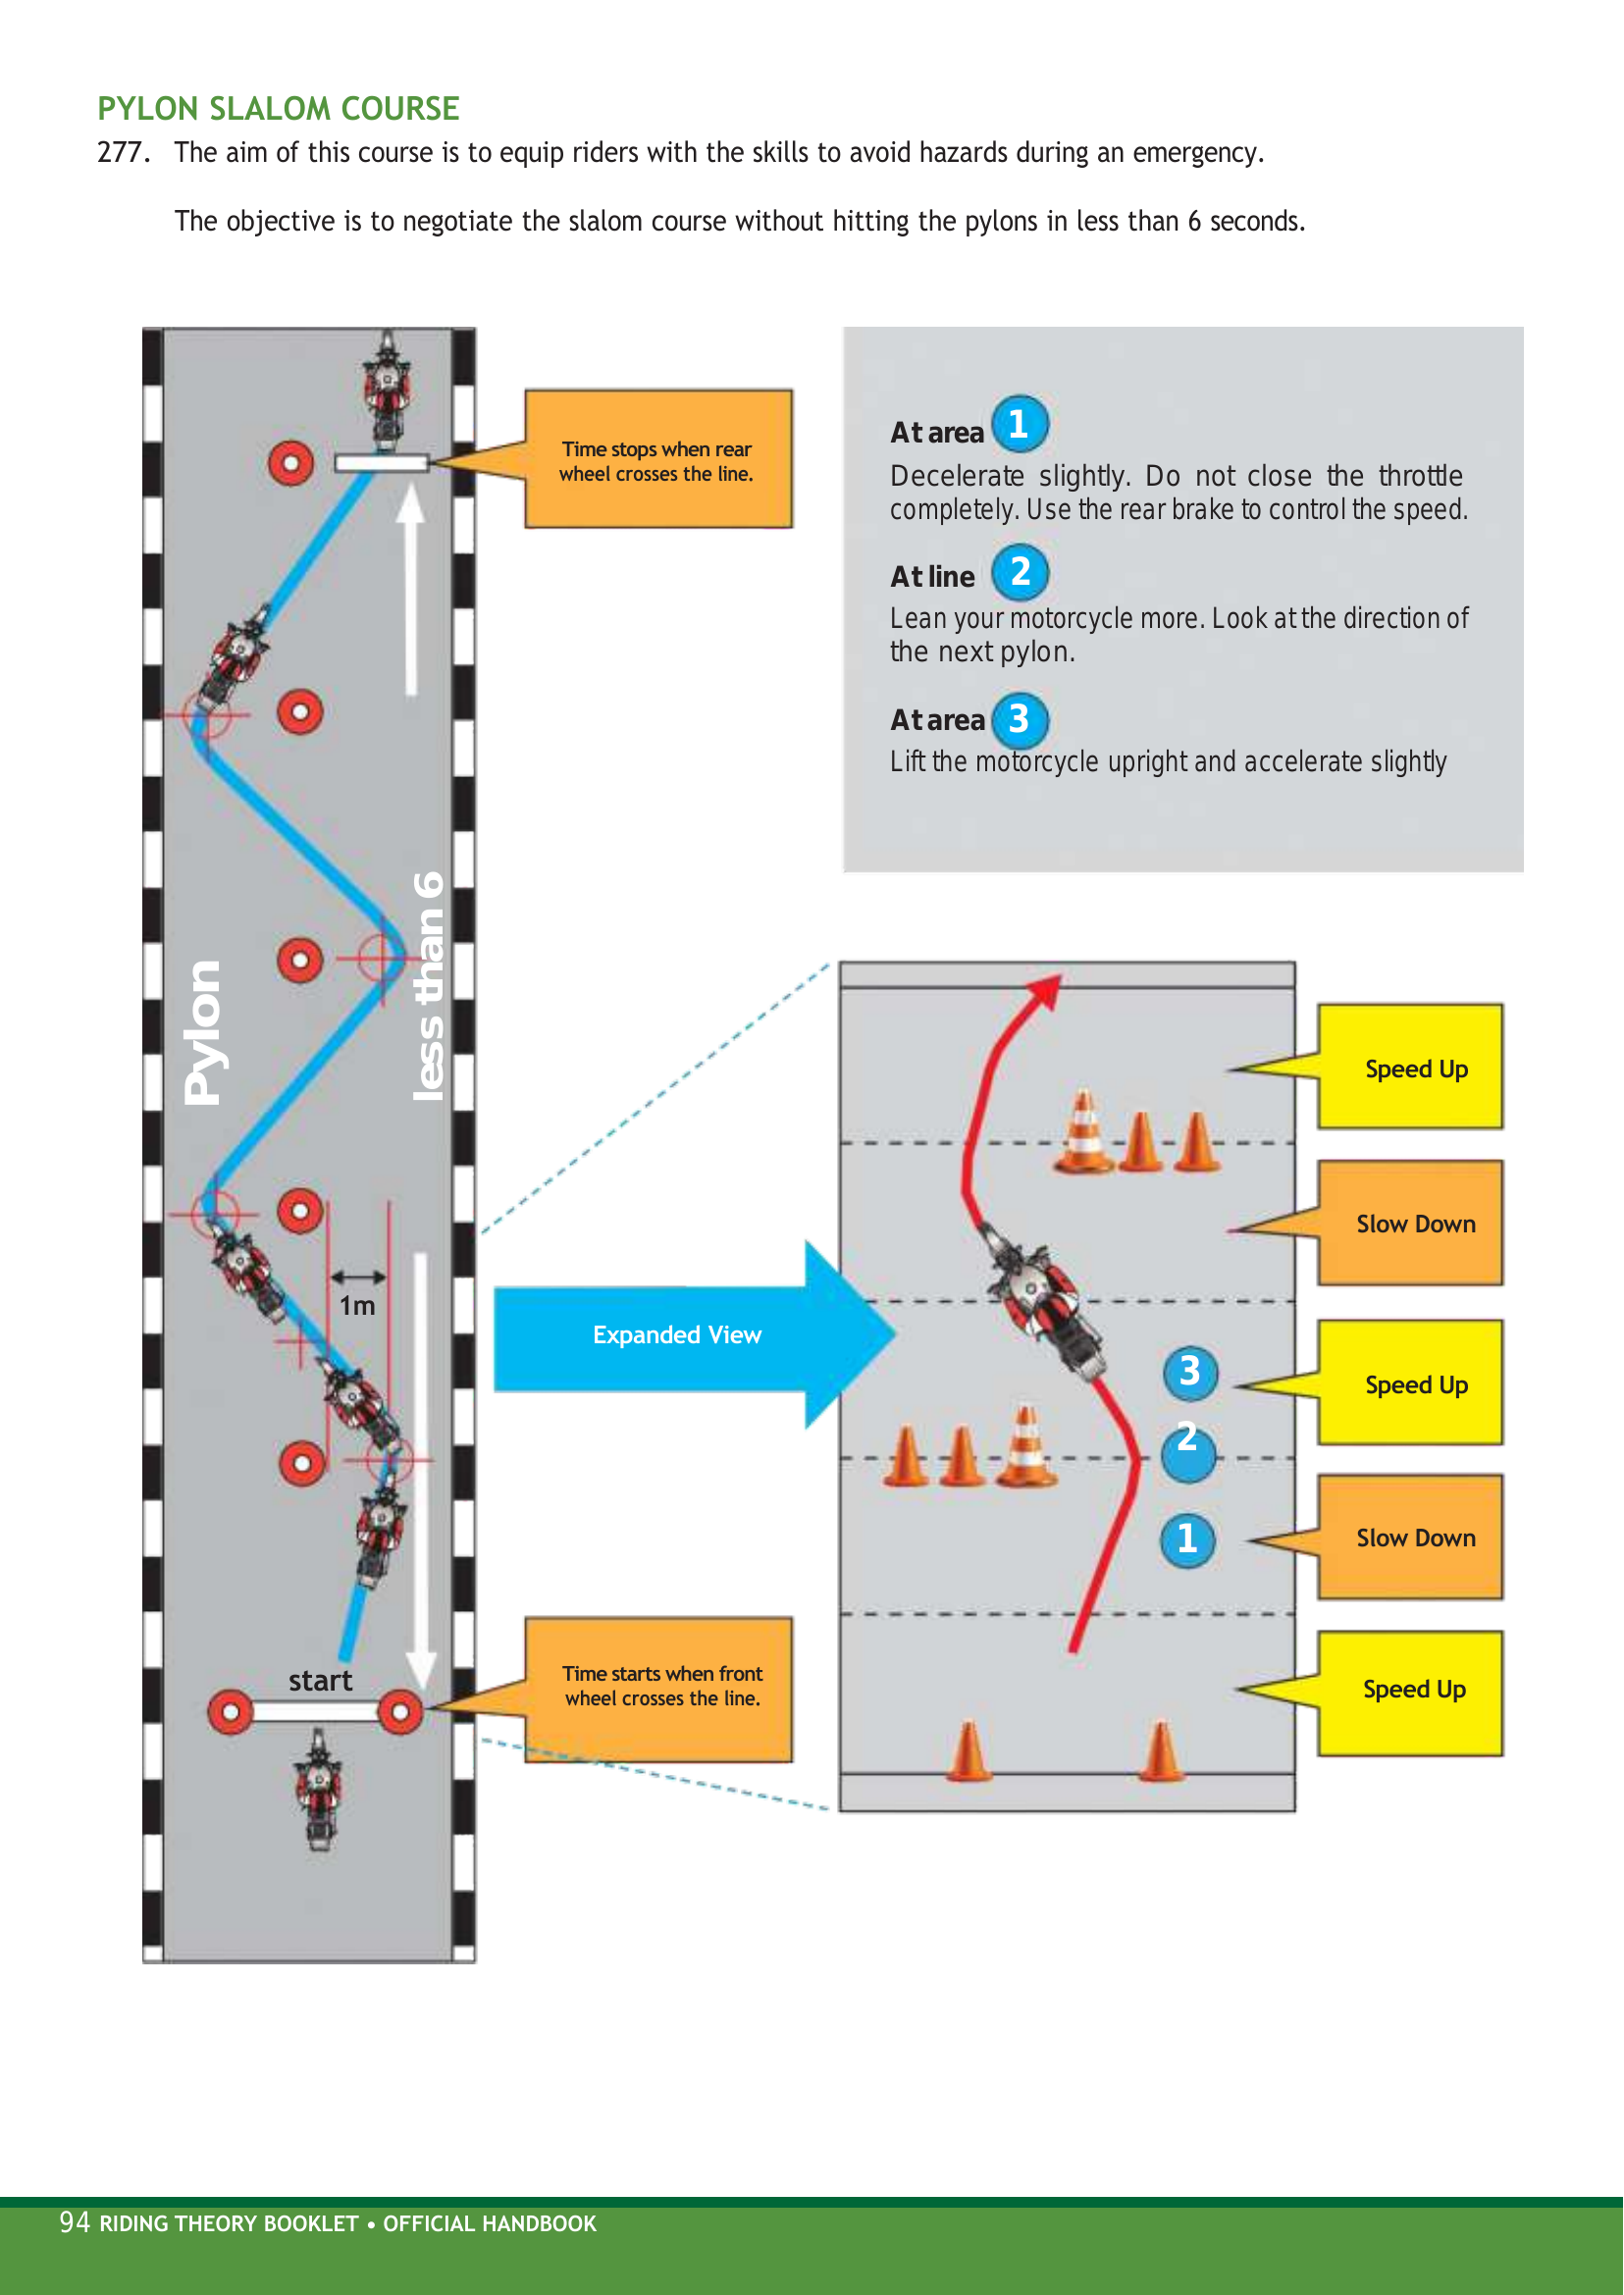 PYLON SLALOM COURSE
277. The aim of this course is to equip riders with the skills to avoid hazards during an emergency.
The objective is to negotiate the slalom course without hitting the pylons in less than 6 seconds.
Time stops when rear
wheel crosses the line.
At area 1
Decelerate slightly. Do not close the throttle
completely. Use the rear brake to control the speed.
At line 2
Lean your motorcycle more. Look at the direction of
the next pylon.
At area 3
Lift the motorcycle upright and accelerate slightly
Pylon
less than 6
1m
start
Time starts when front
wheel crosses the line.
Expanded View
3
2
1
Speed Up
Slow Down
Speed Up
Slow Down
Speed Up
94 RIDING THEORY BOOKLET • OFFICIAL HANDBOOK